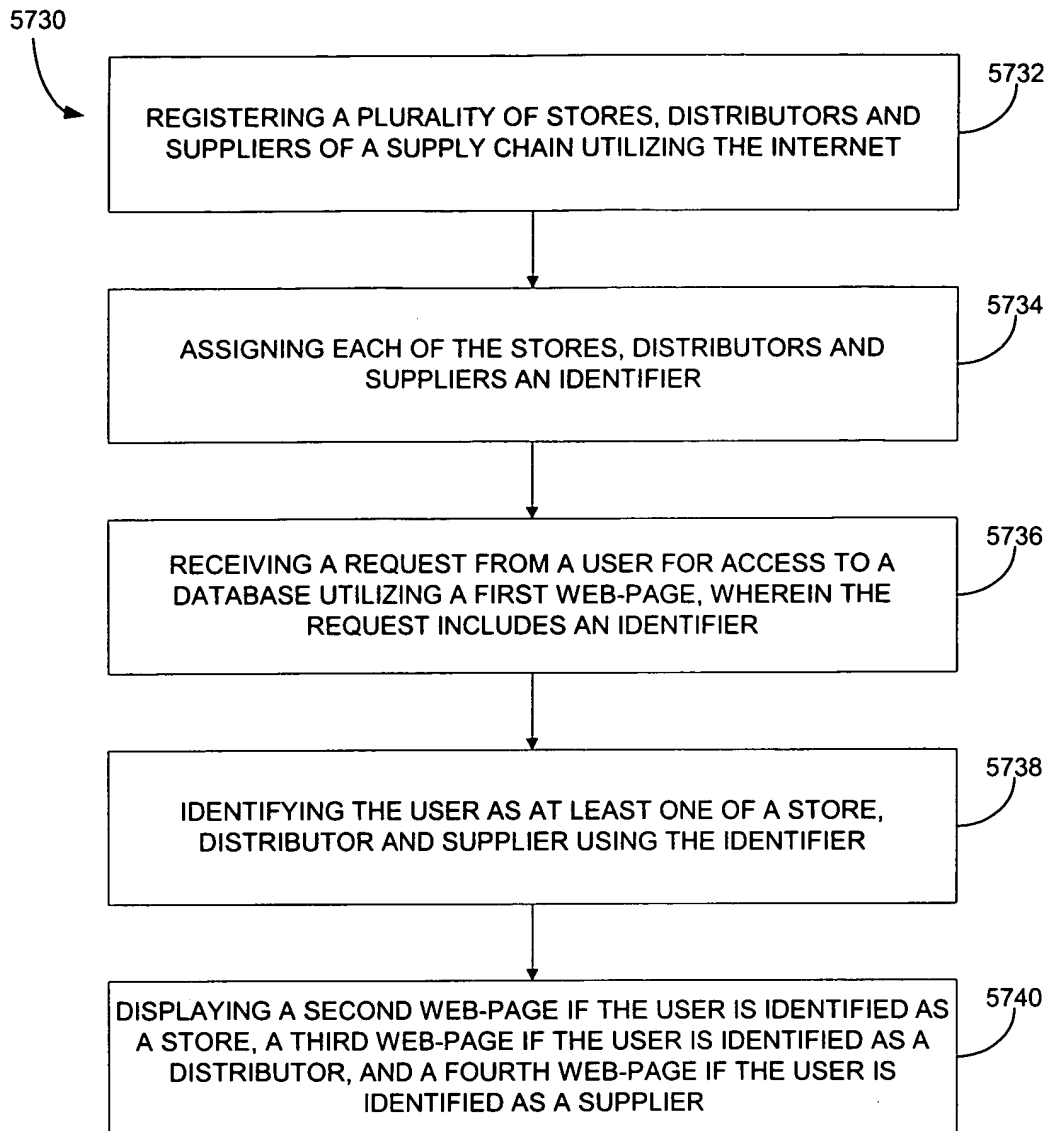 5730
5732
REGISTERING A PLURALITY OF STORES, DISTRIBUTORS AND
SUPPLIERS OF A SUPPLY CHAIN UTILIZING THE INTERNET
5734
ASSIGNING EACH OF THE STORES, DISTRIBUTORS AND
SUPPLIERS AN IDENTIFIER
5736
RECEIVING A REQUEST FROM A USER FOR ACCESS TO A
DATABASE UTILIZING A FIRST WEB-PAGE, WHEREIN THE
REQUEST INCLUDES AN IDENTIFIER
5738
IDENTIFYING THE USER AS AT LEAST ONE OF A STORE,
DISTRIBUTOR AND SUPPLIER USING THE IDENTIFIER
5740
DISPLAYING A SECOND WEB-PAGE IF THE USER IS IDENTIFIED AS
A STORE, A THIRD WEB-PAGE IF THE USER IS IDENTIFIED AS A
DISTRIBUTOR, AND A FOURTH WEB-PAGE IF THE USER IS
IDENTIFIED AS A SUPPLIER